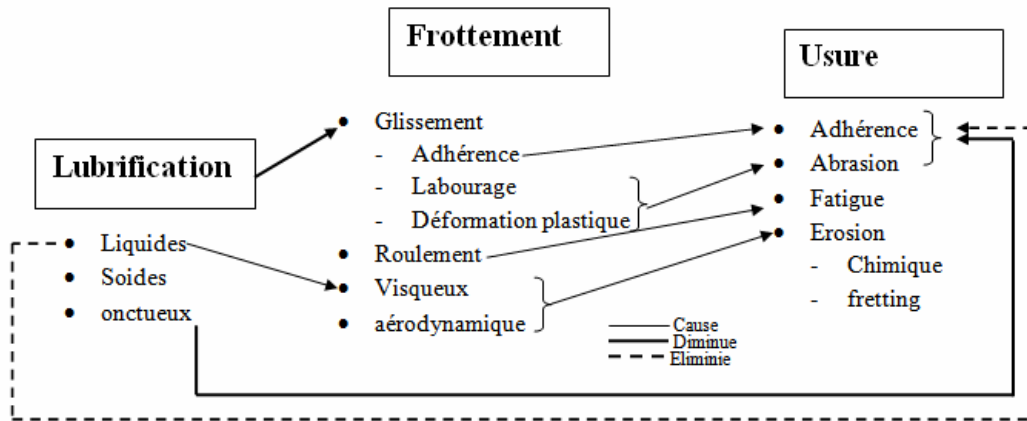 Frottement
Usure
Lubrification
• Liquides
• Soides
• onctueux
• Glissement
- Adhérence
- Labourage
- Déformation plastique
• Roulement
• Visqueux
• aérodynamique
• Adhérence
• Abrasion
• Fatigue
• Erosion
- Chimique
- fretting
Cause
Diminue
Eliminie